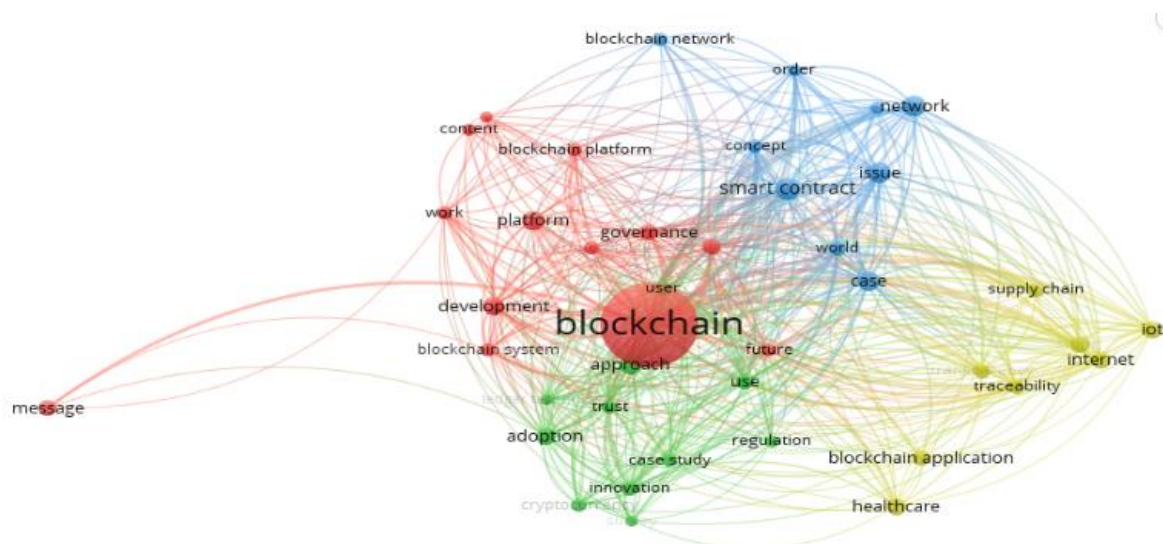 blockchain network
order
network
content
concept
blockchain platform
issue
smart contract
work
platform
governance
world
user
case
supply chain
development
blockchain
iot
blockchain system
future
internet
approach
use
traceability
message
trust
adoption
regulation
case study
blockchain application
innovation
cryptocurrency
healthcare